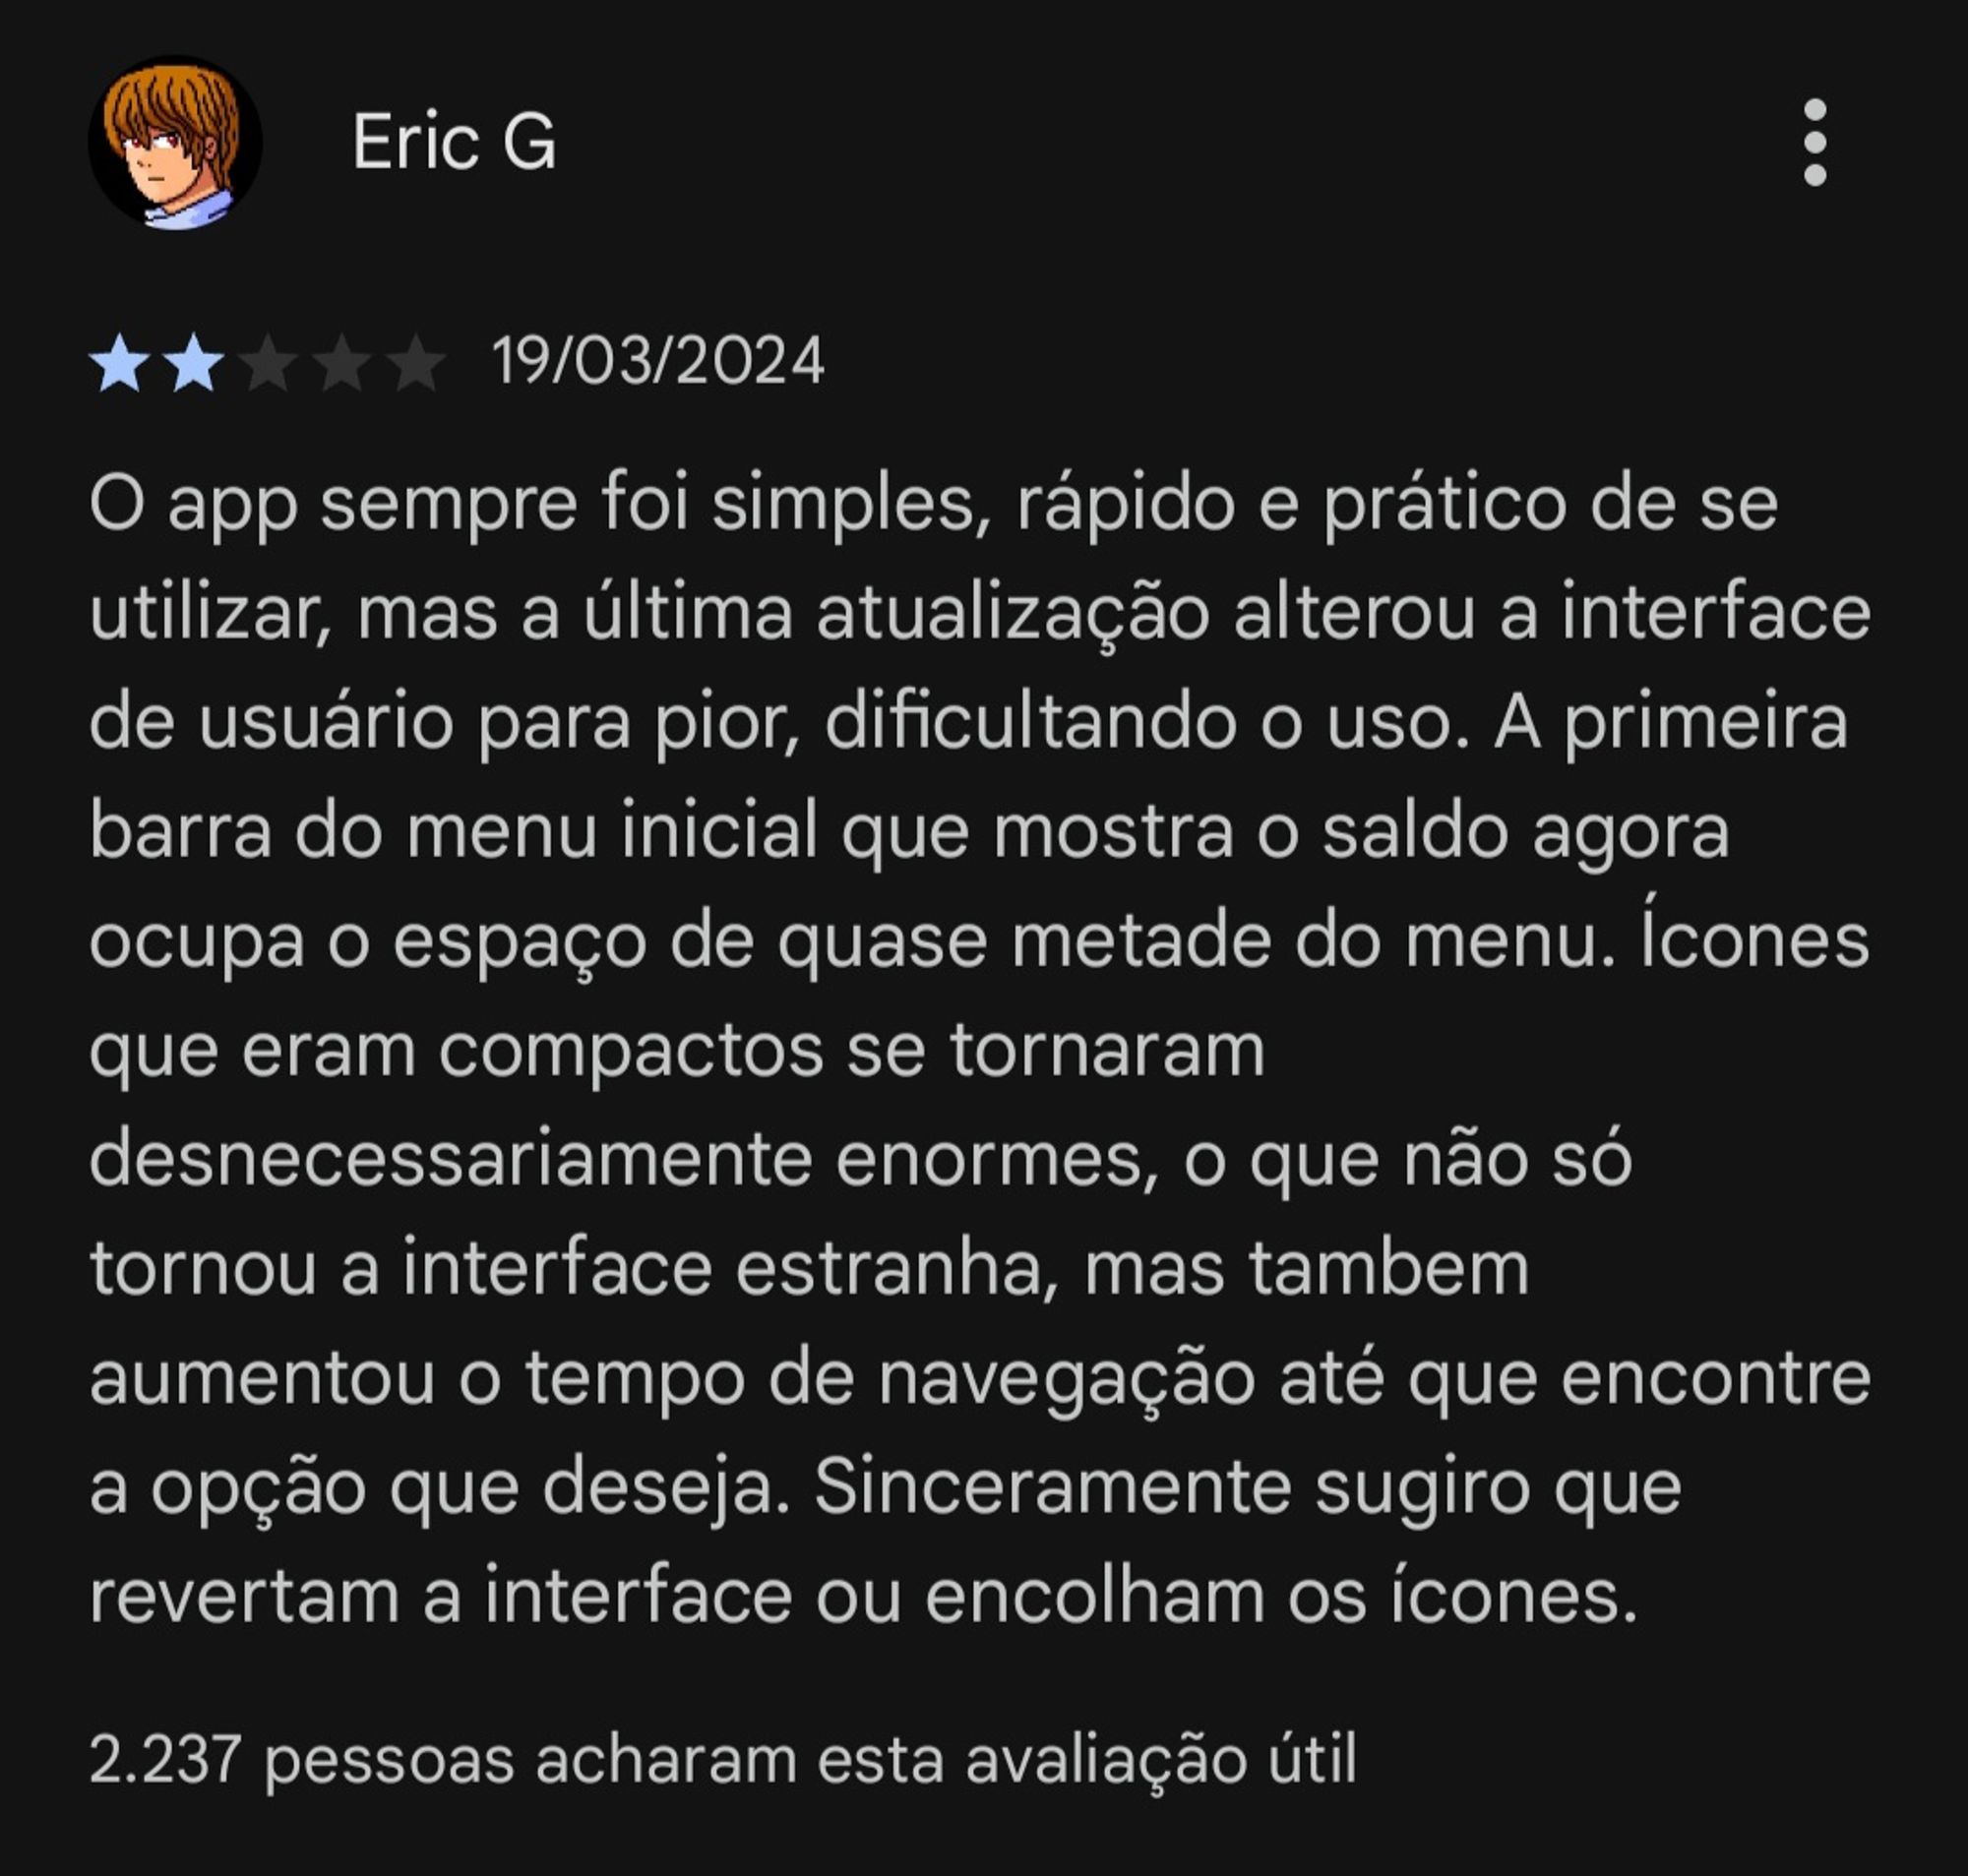 Eric G
19/03/2024
O app sempre foi simples, rápido e prático de se
utilizar, mas a última atualização alterou a interface
de usuário para pior, dificultando o uso. A primeira
barra do menu inicial que mostra o saldo agora
ocupa o espaço de quase metade do menu. Ícones
que eram compactos se tornaram
desnecessariamente enormes, o que não só
tornou a interface estranha, mas tambem
aumentou o tempo de navegação até que encontre
a opção que deseja. Sinceramente sugiro que
revertam a interface ou encolham os ícones.
2.237 pessoas acharam esta avaliação útil